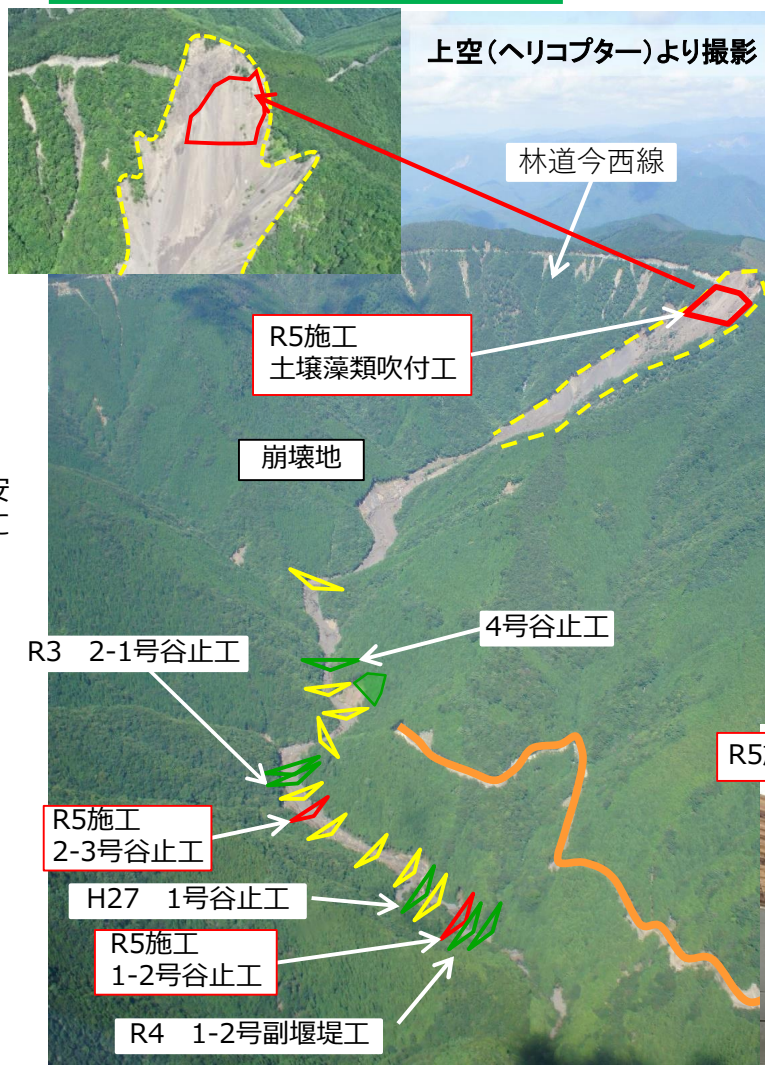 上空(ヘリコプター)より撮影
林道今西線
R5施工
土壌藻類吹付工
崩壊地
安
4号谷止工
R3 2-1号谷止工
R5施
R5施工
2-3号谷止工
H27 1号谷止工
R5施工
1-2号谷止工
R4 1-2号副堰堤工